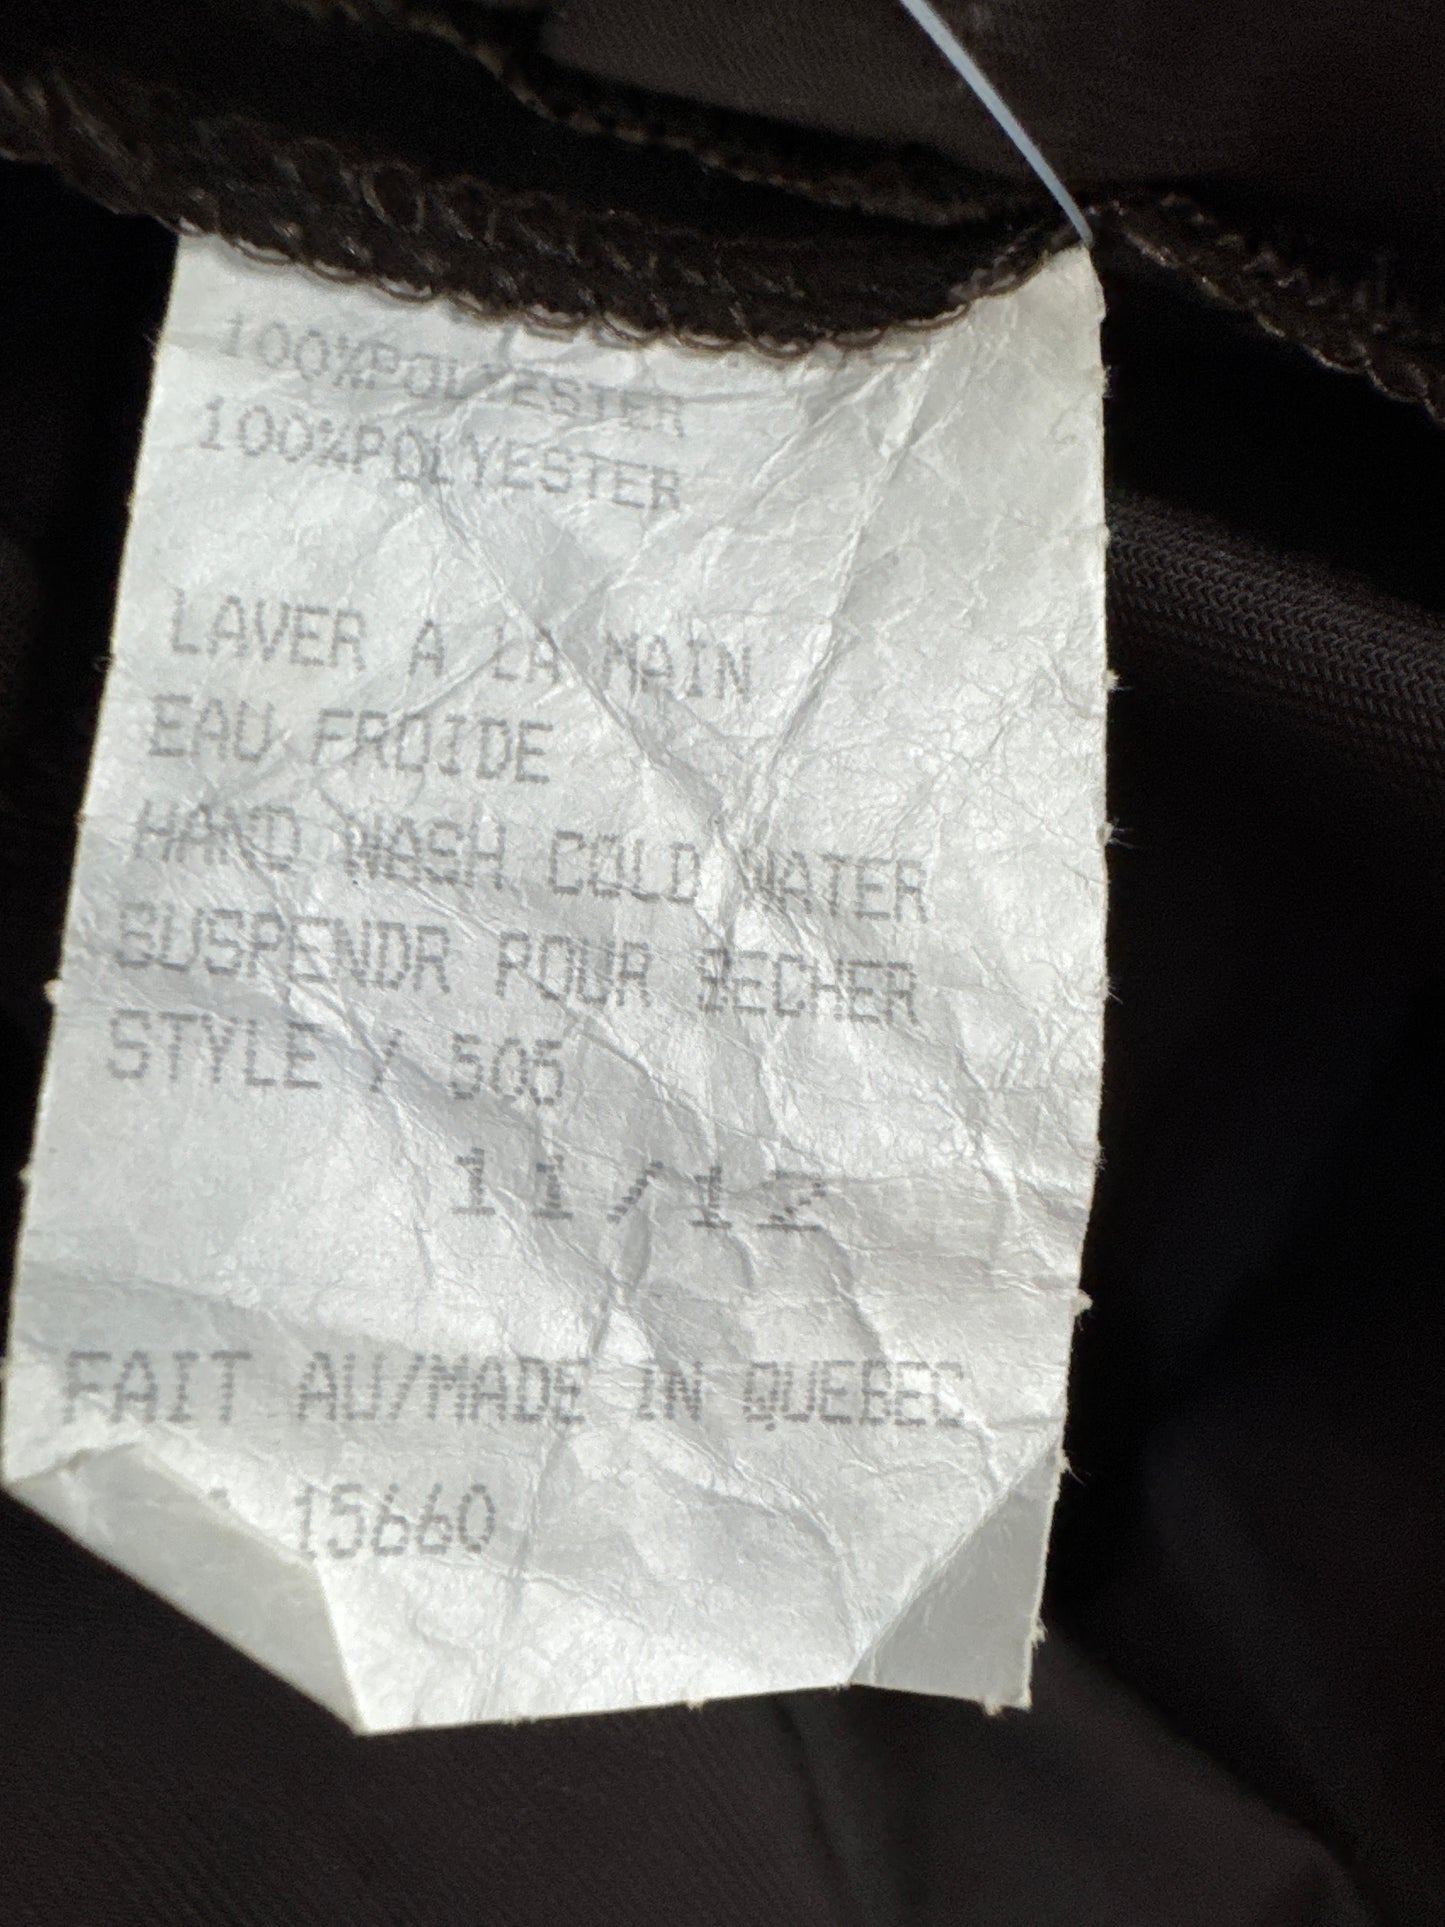 100%POLYESTER
100%POLYESTER
LAVER A LA MAIN
EAU FROIDE
HAND WASH COLD WATER
SUSPENDR POUR SECHER
STYLE / 505
11/12
FAIT AU/MADE IN QUEBEC
15660